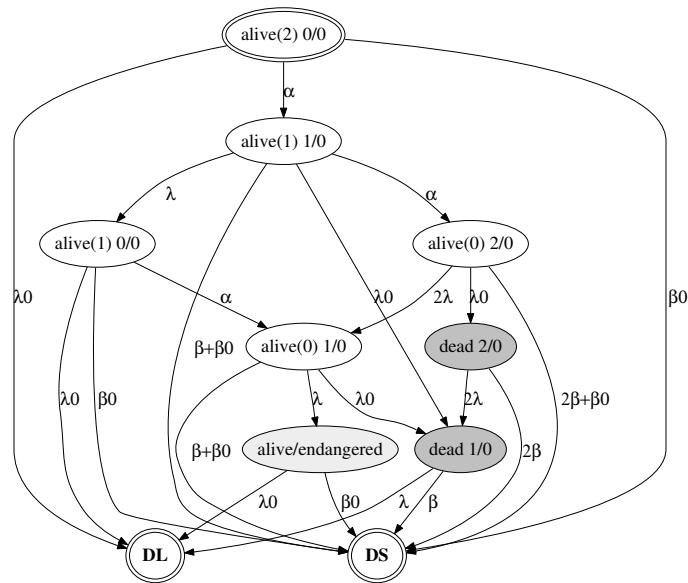 alive(2) 0/0
α
alive(1) 1/0
λ
α
alive(1) 0/0
alive(0) 2/0
λ0
α
λ0
2λ
λ0
β0
β+β0
alive(0) 1/0
dead 2/0
λ0
β0
β+β0
λ
λ0
2λ
2β
2β+β0
alive/endangered
dead 1/0
λ0
β0
λ
β
DL
DS